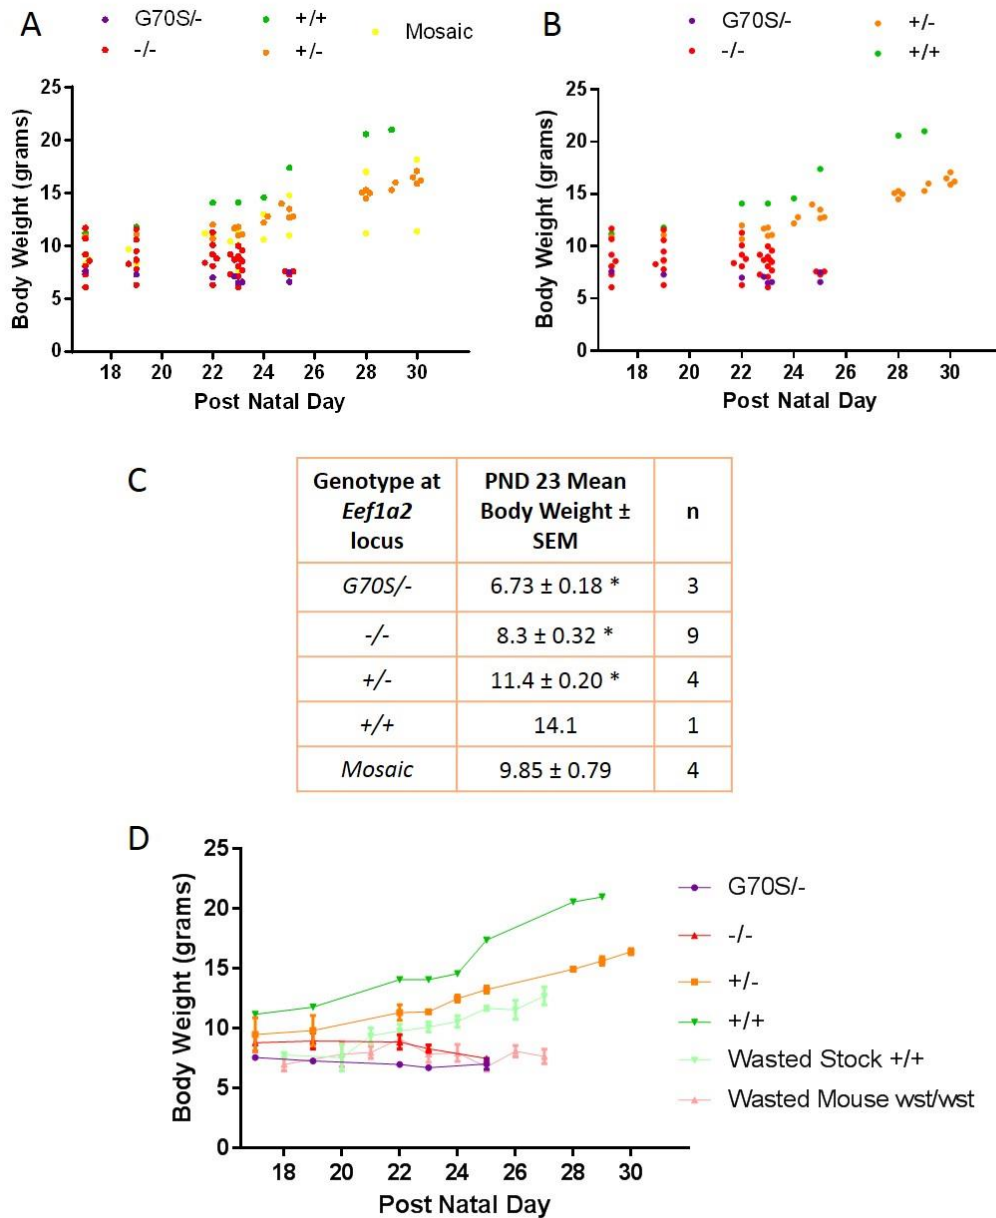 A
G70S/-
+/+
Mosaic
-/-
+/-
25
20
15
10
5
0
Body Weight (grams)
18 20 22 24 26 28 30
Post Natal Day
B
G70S/-
+/-
-/-
+/+
25
20
15
10
5
0
Body Weight (grams)
18 20 22 24 26 28 30
Post Natal Day
C
Genotype at Eef1a2 locus | PND 23 Mean Body Weight ± SEM | n
G70S/- | 6.73 ± 0.18 * | 3
-/- | 8.3 ± 0.32 * | 9
+/- | 11.4 ± 0.20 * | 4
+/+ | 14.1 | 1
Mosaic | 9.85 ± 0.79 | 4
D
25
20
15
10
5
0
Body Weight (grams)
18 20 22 24 26 28 30
Post Natal Day
G70S/-
-/-
+/-
+/+
Wasted Stock +/+
Wasted Mouse wst/wst